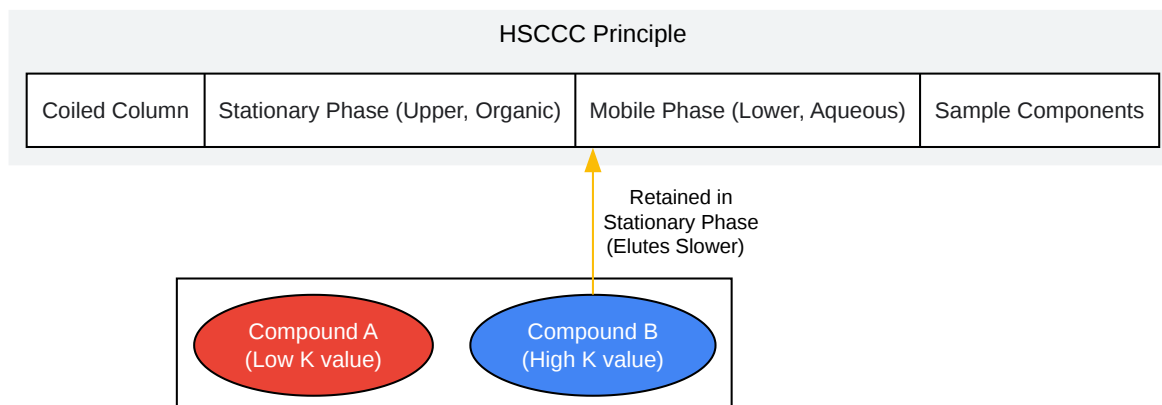 HSCCC Principle
Coiled Column
Stationary Phase (Upper, Organic)
Mobile Phase (Lower, Aqueous)
Sample Components
Retained in
Stationary Phase
(Elutes Slower)
Compound A
(Low K value)
Compound B
(High K value)